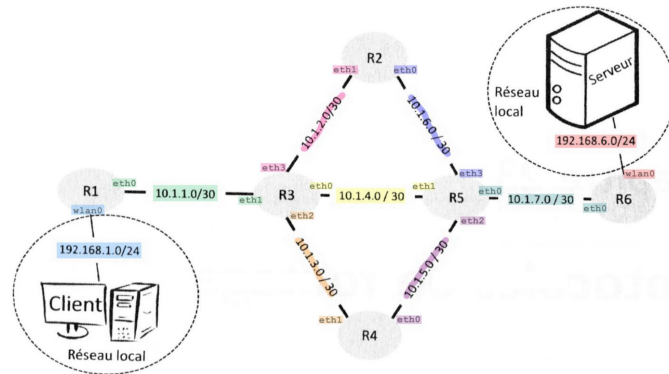 R2
eth1
eth0
Serveur
Réseau
local
10.1.2.0/30
10.1.6.0 / 30
192.168.6.0/24
eth3
eth3
wlan0
R1
eth0
10.1.1.0/30
eth1
R3
eth0
10.1.4.0 / 30
eth1
R5
eth0
10.1.7.0 / 30
eth0
R6
wlan0
eth2
eth2
192.168.1.0/24
10.1.3.0 / 30
10.1.5.0 / 30
Client
eth1
eth0
R4
Réseau local